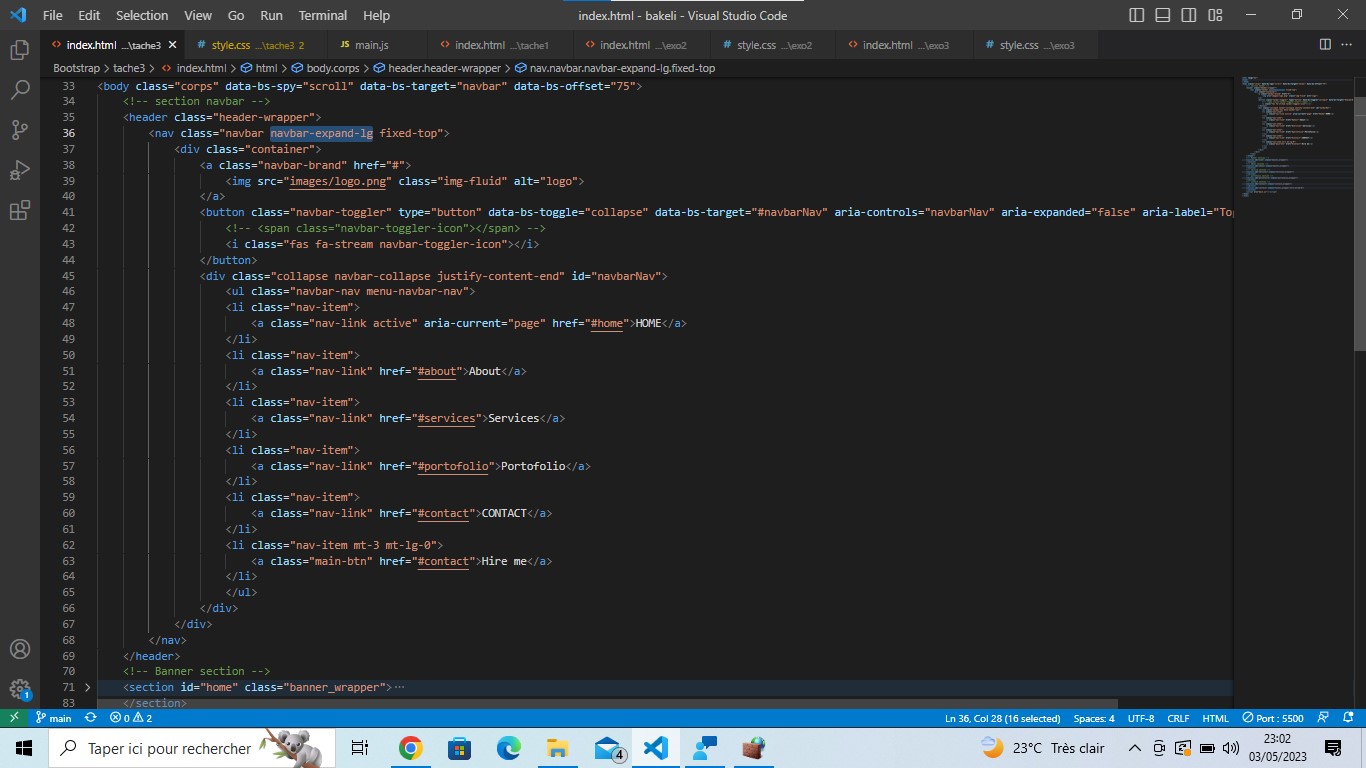 File Edit Selection View Go Run Terminal Help index.html - bakeli - Visual Studio Code
index.html ...\tache3 style.css ...\tache3 2 JS main.js index.html ...\tache1 index.html ...\exo2 style.css ...\exo2 index.html ...\exo3 style.css ...\exo3
Bootstrap > tache3 > index.html > html > body.corps > header.header-wrapper > nav.navbar.navbar-expand-lg.fixed-top
33 <body class="corps" data-bs-spy="scroll" data-bs-target="navbar" data-bs-offset="75">
34 <!-- section navbar -->
35 <header class="header-wrapper">
36 <nav class="navbar navbar-expand-lg fixed-top">
37 <div class="container">
38 <a class="navbar-brand" href="#">
39 <img src="images/logo.png" class="img-fluid" alt="logo">
40 </a>
41 <button class="navbar-toggler" type="button" data-bs-toggle="collapse" data-bs-target="#navbarNav" aria-controls="navbarNav" aria-expanded="false" aria-label="To
42 <!-- <span class="navbar-toggler-icon"></span> -->
43 <i class="fas fa-stream navbar-toggler-icon"></i>
44 </button>
45 <div class="collapse navbar-collapse justify-content-end" id="navbarNav">
46 <ul class="navbar-nav menu-navbar-nav">
47 <li class="nav-item">
48 <a class="nav-link active" aria-current="page" href="#home">HOME</a>
49 </li>
50 <li class="nav-item">
51 <a class="nav-link" href="#about">About</a>
52 </li>
53 <li class="nav-item">
54 <a class="nav-link" href="#services">Services</a>
55 </li>
56 <li class="nav-item">
57 <a class="nav-link" href="#portofolio">Portofolio</a>
58 </li>
59 <li class="nav-item">
60 <a class="nav-link" href="#contact">CONTACT</a>
61 </li>
62 <li class="nav-item mt-3 mt-lg-0">
63 <a class="main-btn" href="#contact">Hire me</a>
64 </li>
65 </ul>
66 </div>
67 </div>
68 </nav>
69 </header>
70 <!-- Banner section -->
71 <section id="home" class="banner_wrapper">···
83 </section>
1
main 0 2 Ln 36, Col 28 (16 selected) Spaces: 4 UTF-8 CRLF HTML Port : 5500
Taper ici pour rechercher 4 23°C Très clair 23:02
03/05/2023